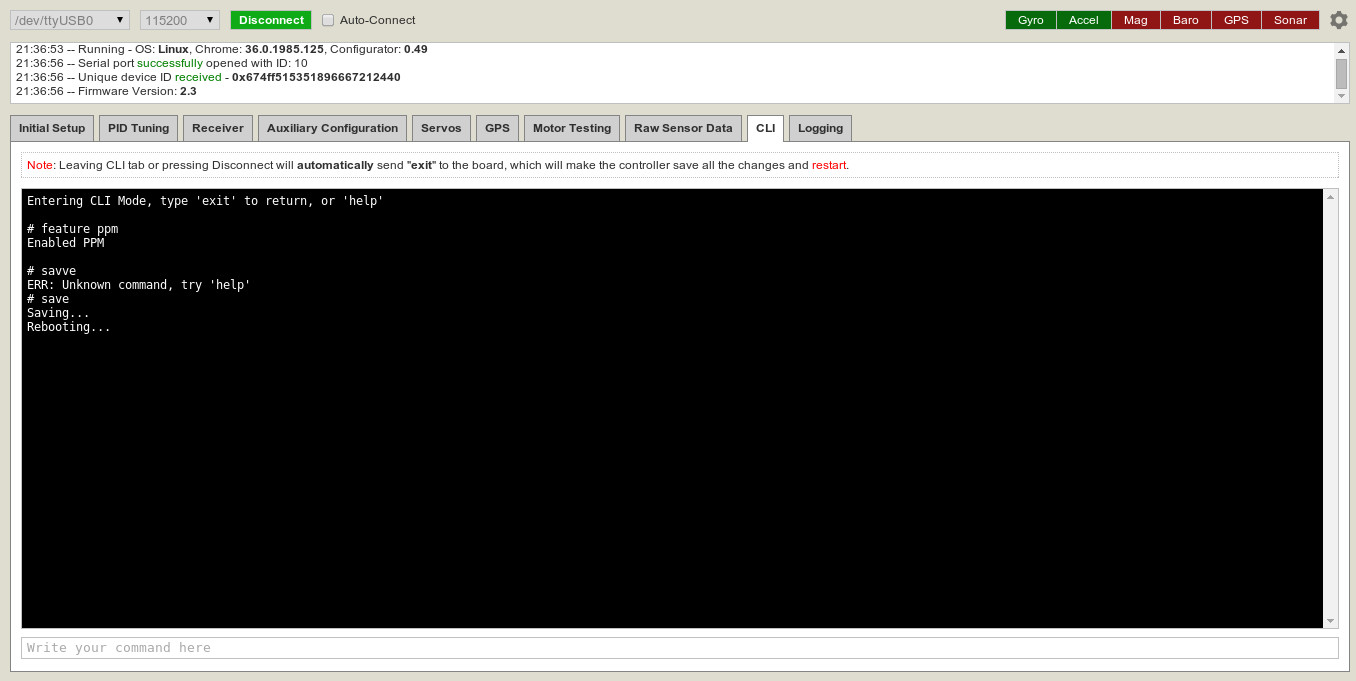 /dev/ttyUSB0 ▼ 115200 ▼ Disconnect Auto-Connect Gyro Accel Mag Baro GPS Sonar
21:36:53 -- Running - OS: Linux, Chrome: 36.0.1985.125, Configurator: 0.49
21:36:56 -- Serial port successfully opened with ID: 10
21:36:56 -- Unique device ID received - 0x674ff515351896667212440
21:36:56 -- Firmware Version: 2.3
Initial Setup PID Tuning Receiver Auxiliary Configuration Servos GPS Motor Testing Raw Sensor Data CLI Logging
Note: Leaving CLI tab or pressing Disconnect will automatically send "exit" to the board, which will make the controller save all the changes and restart.
Entering CLI Mode, type 'exit' to return, or 'help'
# feature ppm
Enabled PPM
# savve
ERR: Unknown command, try 'help'
# save
Saving...
Rebooting...
Write your command here